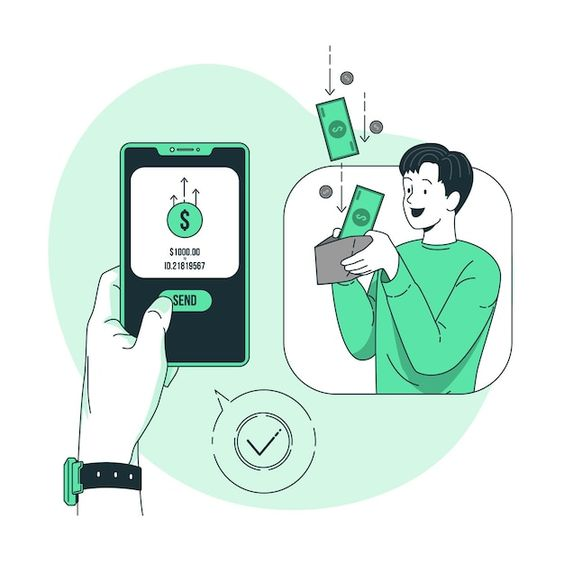 $
$1000.00
ID.21819567
SEND
$
$